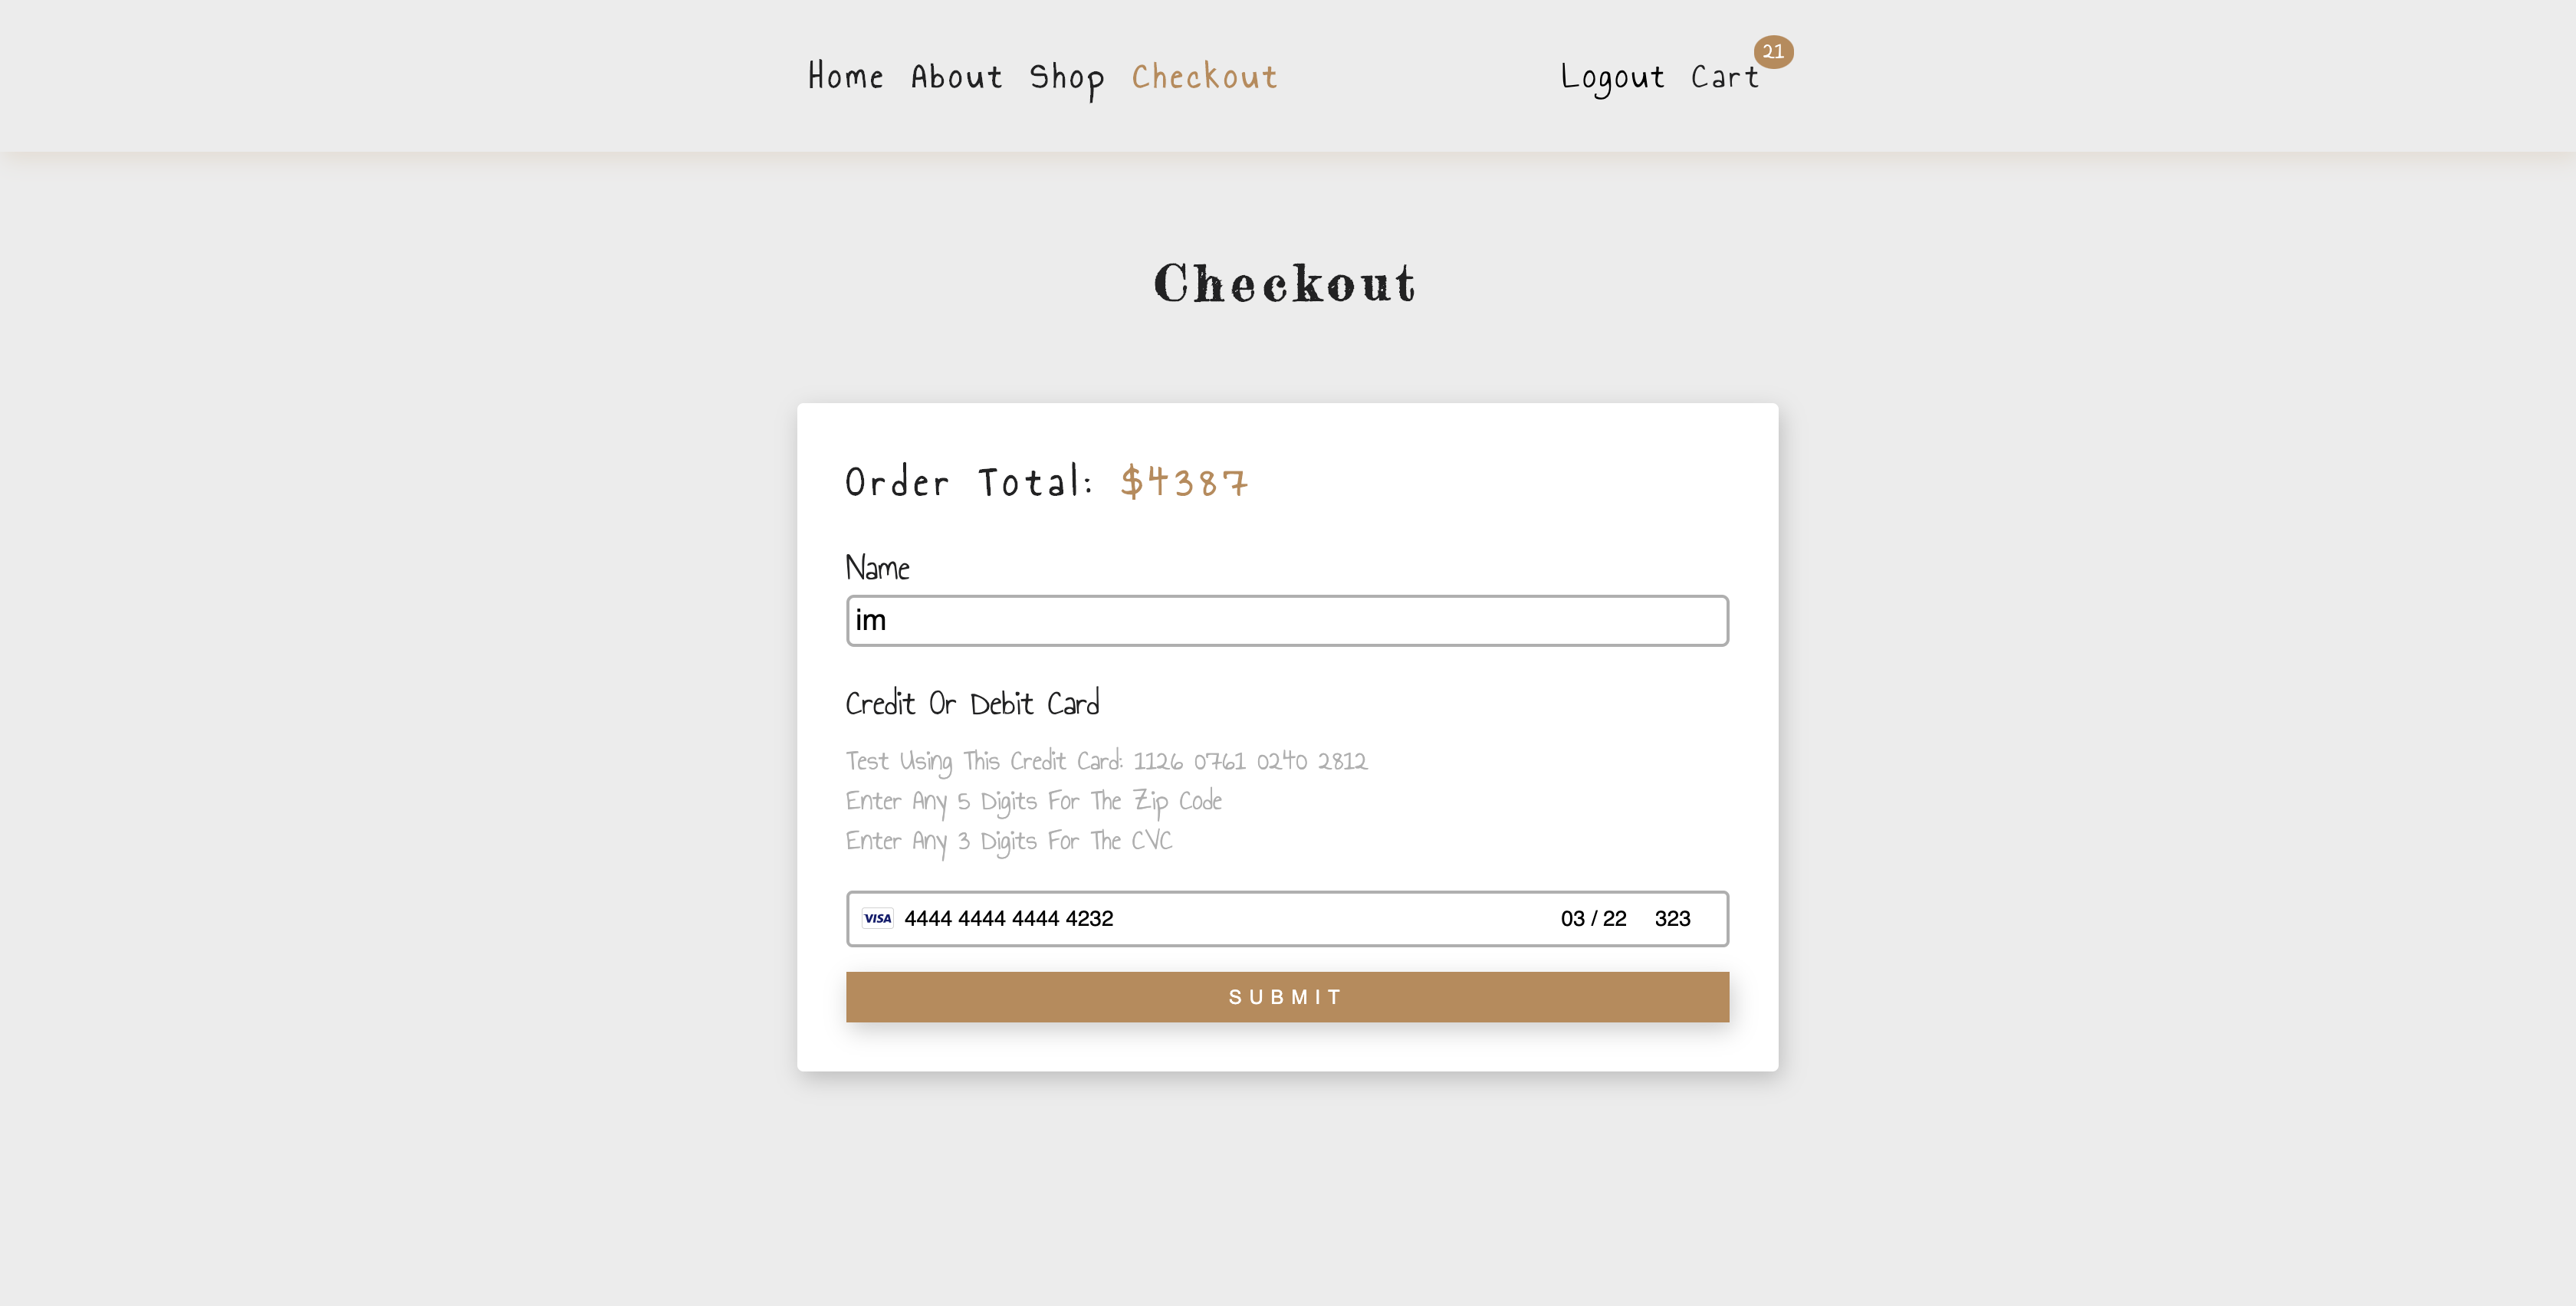 Home About Shop Checkout Logout Cart 21
Checkout
Order Total: $4387
Name
im
Credit Or Debit Card
Test Using This Credit Card: 1126 0761 0240 2812
Enter Any 5 Digits For The Zip Code
Enter Any 3 Digits For The CVC
VISA 4444 4444 4444 4232 03 / 22 323
SUBMIT